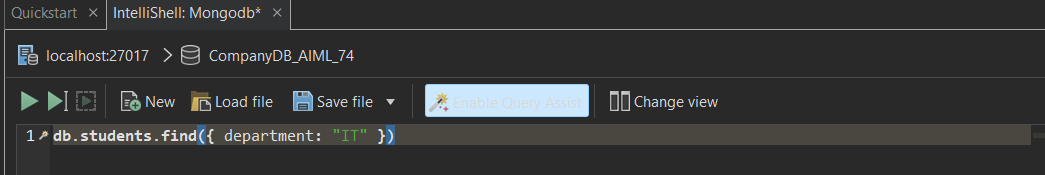 Quickstart IntelliShell: Mongodb*
localhost:27017 CompanyDB_AIML_74
New Load file Save file Enable Query Assist Change view
1 db.students.find({ department: "IT" })